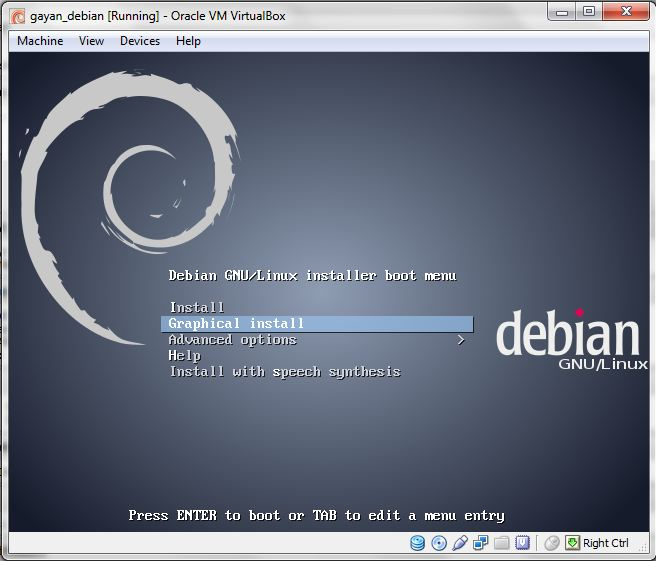 gayan_debian [Running] - Oracle VM VirtualBox
Machine View Devices Help
Debian GNU/Linux installer boot menu
Install
Graphical install
Advanced options >
Help
Install with speech synthesis
debian
GNU/Linux
Press ENTER to boot or TAB to edit a menu entry
Right Ctrl